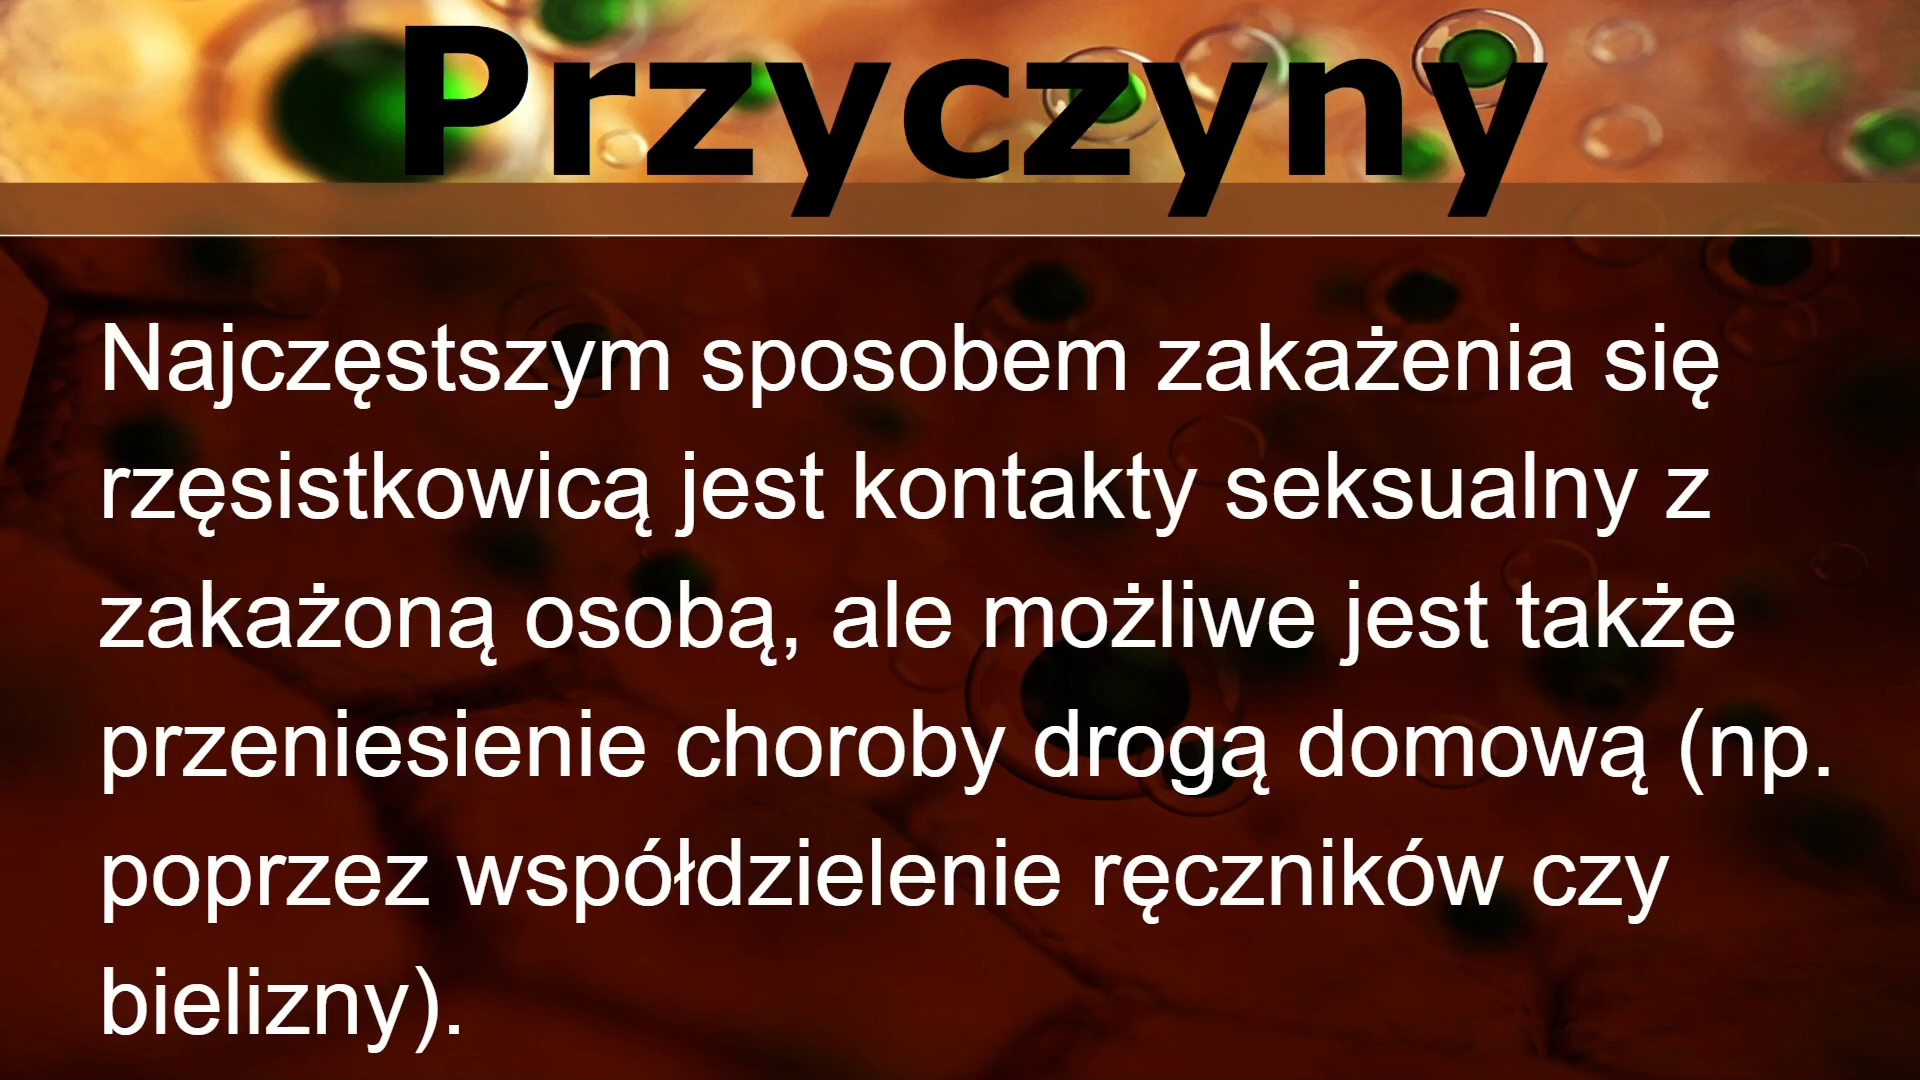 Przyczyny
Najczęstszym sposobem zakażenia się
rzęsistkowicą jest kontakty seksualny z
zakażoną osobą, ale możliwe jest także
przeniesienie choroby drogą domową (np.
poprzez współdzielenie ręczników czy
bielizny).